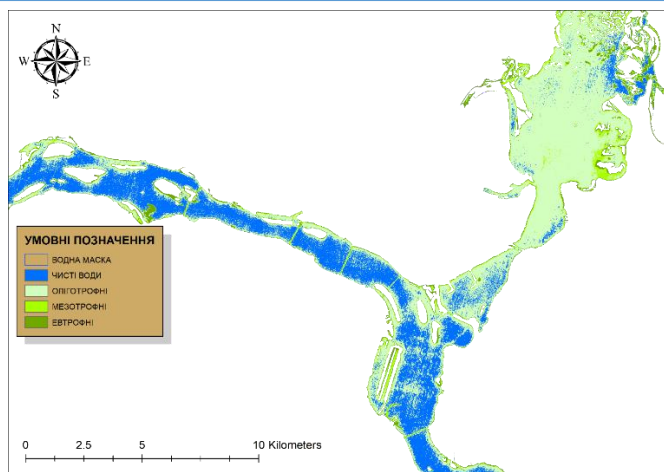 N
W E
S
УМОВНІ ПОЗНАЧЕННЯ
ВОДНА МАСКА
ЧИСТІ ВОДИ
ОЛІГОТРОФНІ
МЕЗОТРОФНІ
ЕВТРОФНІ
0 2.5 5 10 Kilometers